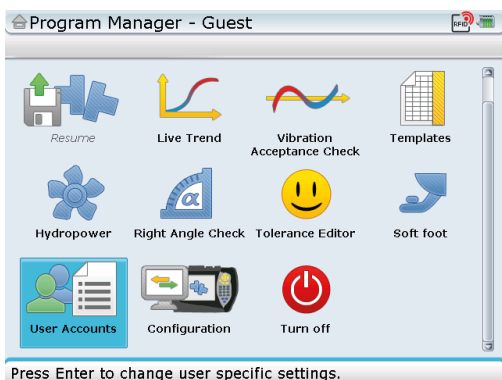 Program Manager - Guest
RFID
Resume
Live Trend
Vibration
Acceptance Check
Templates
Hydropower
Right Angle Check
Tolerance Editor
Soft foot
α
User Accounts
Configuration
Turn off
Press Enter to change user specific settings.